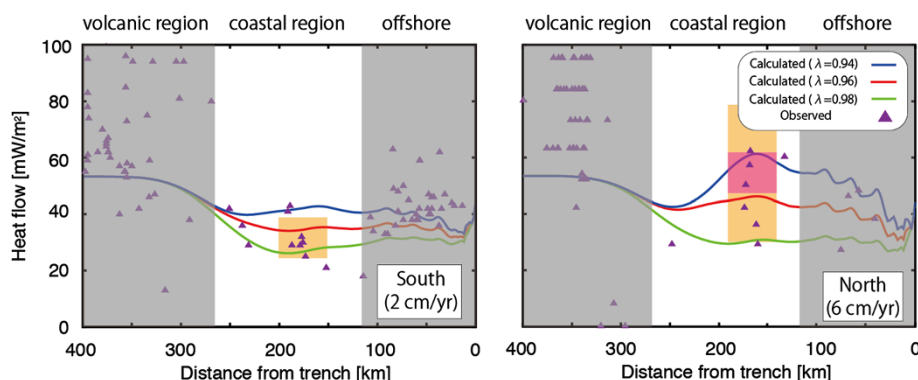 volcanic region coastal region offshore
100
80
60
40
20
0
Heat flow [mW/m²]
South
(2 cm/yr)
400 300 200 100 0
Distance from trench [km]
volcanic region coastal region offshore
Calculated (λ=0.94)
Calculated (λ=0.96)
Calculated (λ=0.98)
Observed
North
(6 cm/yr)
400 300 200 100 0
Distance from trench [km]